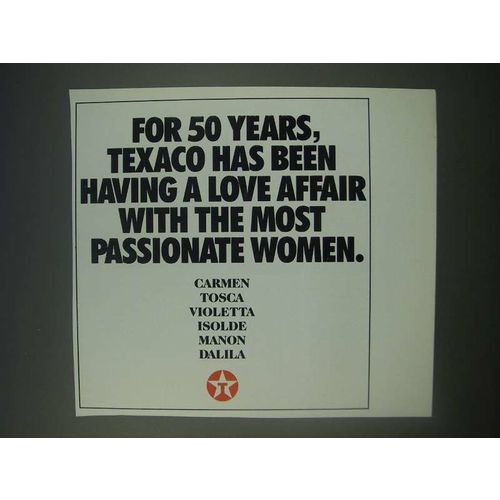 FOR 50 YEARS,
TEXACO HAS BEEN
HAVING A LOVE AFFAIR
WITH THE MOST
PASSIONATE WOMEN.
CARMEN
TOSCA
VIOLETTA
ISOLDE
MANON
DALILA
T